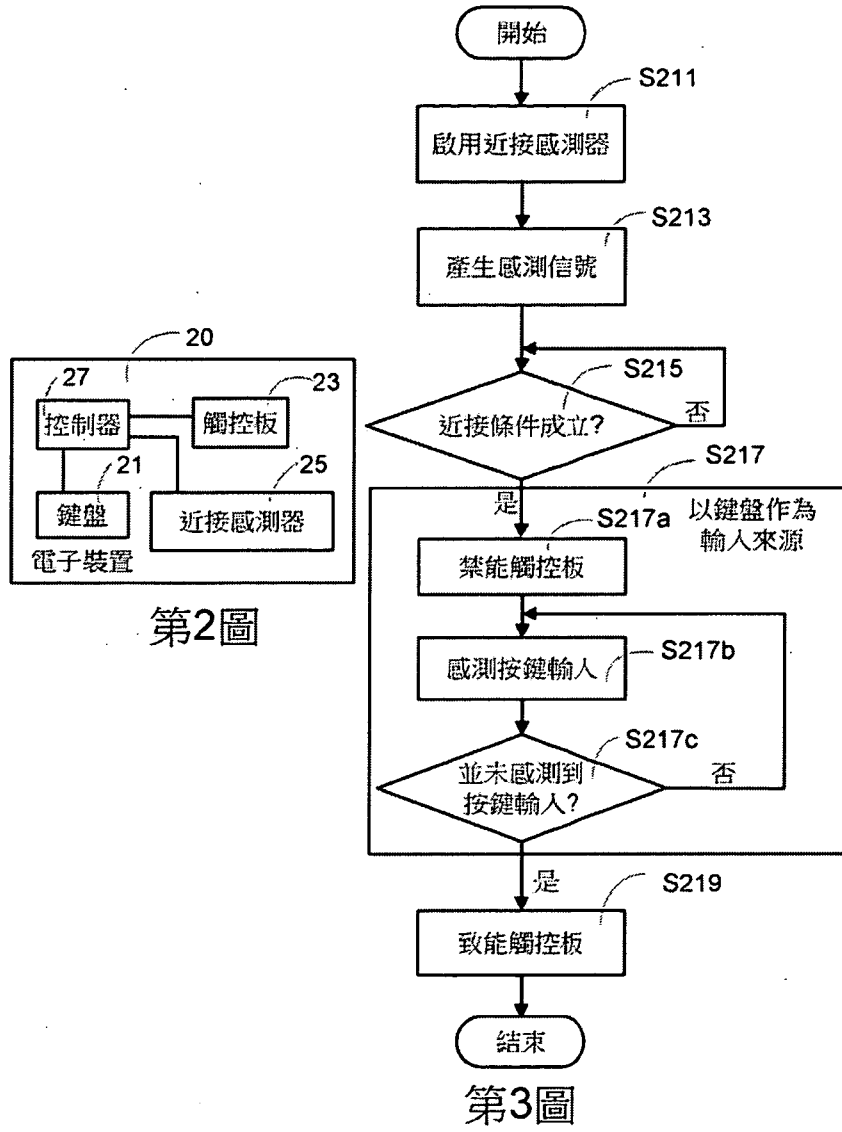 20
27
控制器
23
觸控板
21
鍵盤
25
近接感測器
電子裝置
第2圖
開始
S211
啟用近接感測器
S213
產生感測信號
S215
近接條件成立?
否
是
S217
以鍵盤作為
輸入來源
S217a
禁能觸控板
S217b
感測按鍵輸入
S217c
並未感測到
按鍵輸入?
否
是
S219
致能觸控板
結束
第3圖